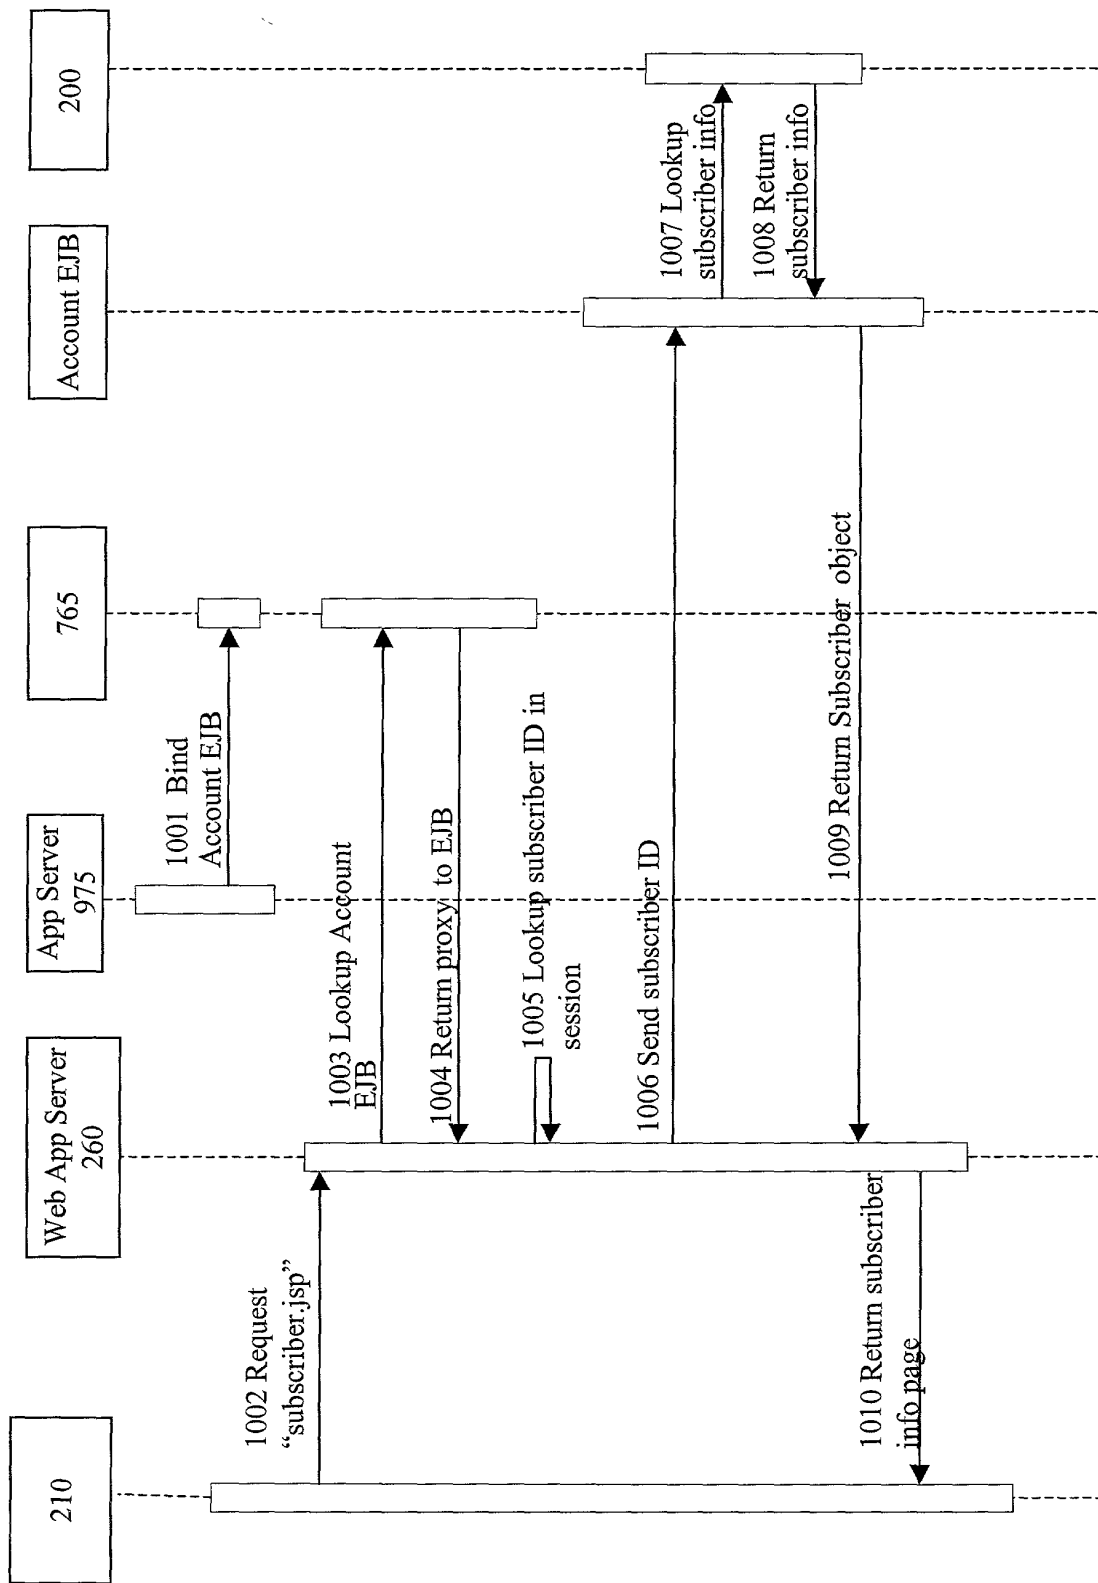 210
Web App Server
260
App Server
975
765
Account EJB
200
1001 Bind
Account EJB
1002 Request
“subscriber.jsp”
1003 Lookup Account
EJB
1004 Return proxy to EJB
1005 Lookup subscriber ID in
session
1006 Send subscriber ID
1007 Lookup
subscriber info
1008 Return
subscriber info
1009 Return Subscriber object
1010 Return subscriber
info page